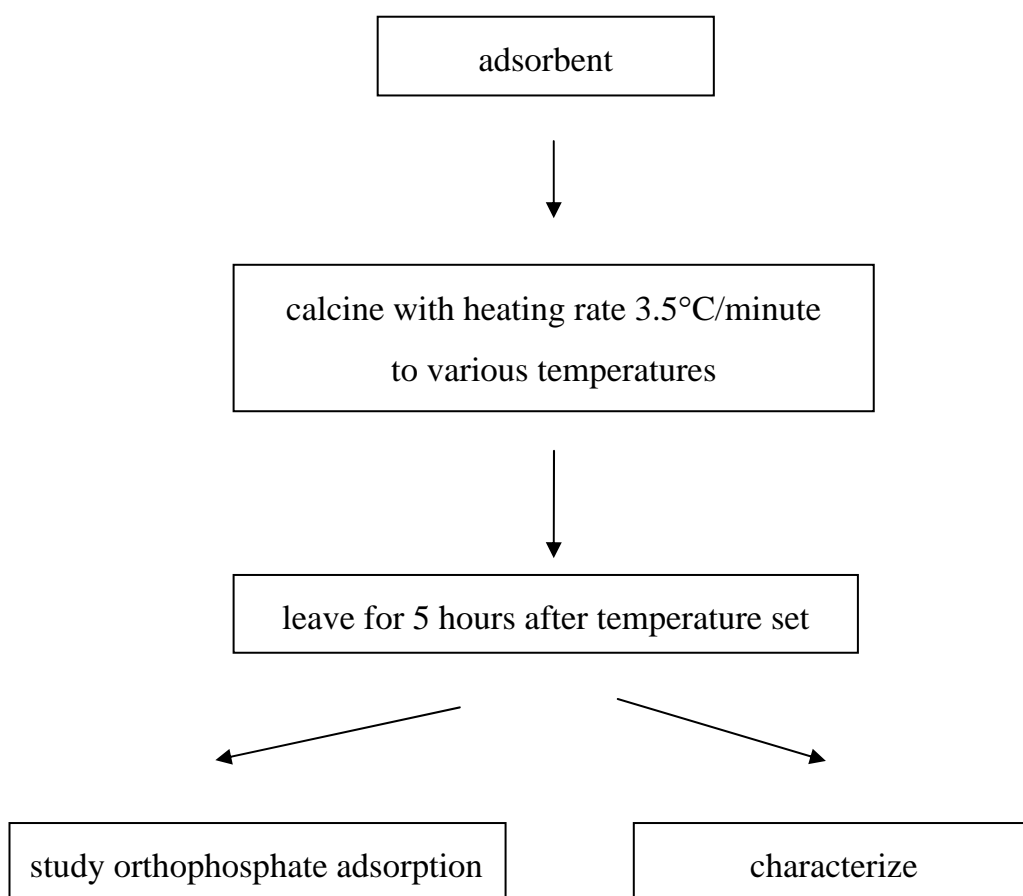 adsorbent
calcine with heating rate 3.5°C/minute
to various temperatures
leave for 5 hours after temperature set
study orthophosphate adsorption
characterize